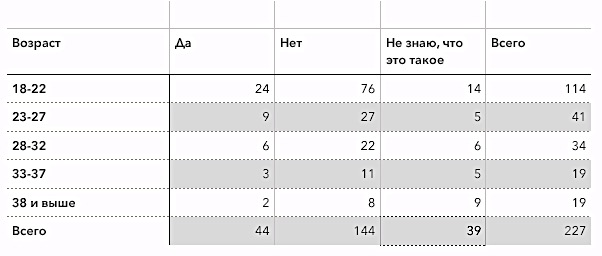 Возраст Да Нет Не знаю, что это такое Всего
18-22 24 76 14 114
23-27 9 27 5 41
28-32 6 22 6 34
33-37 3 11 5 19
38 и выше 2 8 9 19
Всего 44 144 39 227